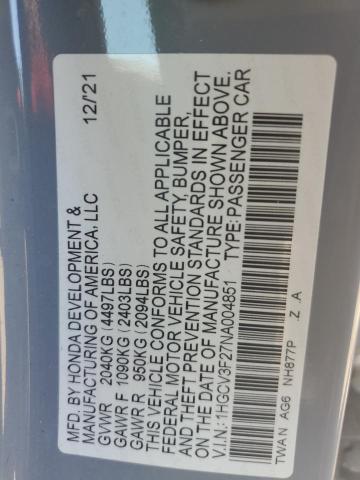 MFD. BY HONDA DEVELOPMENT & 12/'21
MANUFACTURING OF AMERICA, LLC
GVWR 2040KG (4497LBS)
GAWR F 1090KG (2403LBS)
GAWR R 950KG (2094LBS)
THIS VEHICLE CONFORMS TO ALL APPLICABLE
FEDERAL MOTOR VEHICLE SAFETY, BUMPER,
AND THEFT PREVENTION STANDARDS IN EFFECT
ON THE DATE OF MANUFACTURE SHOWN ABOVE.
V.I.N.: 1HGCV3F27NA004851 TYPE: PASSENGER CAR
TWAN AG6 NH877P .Z .A